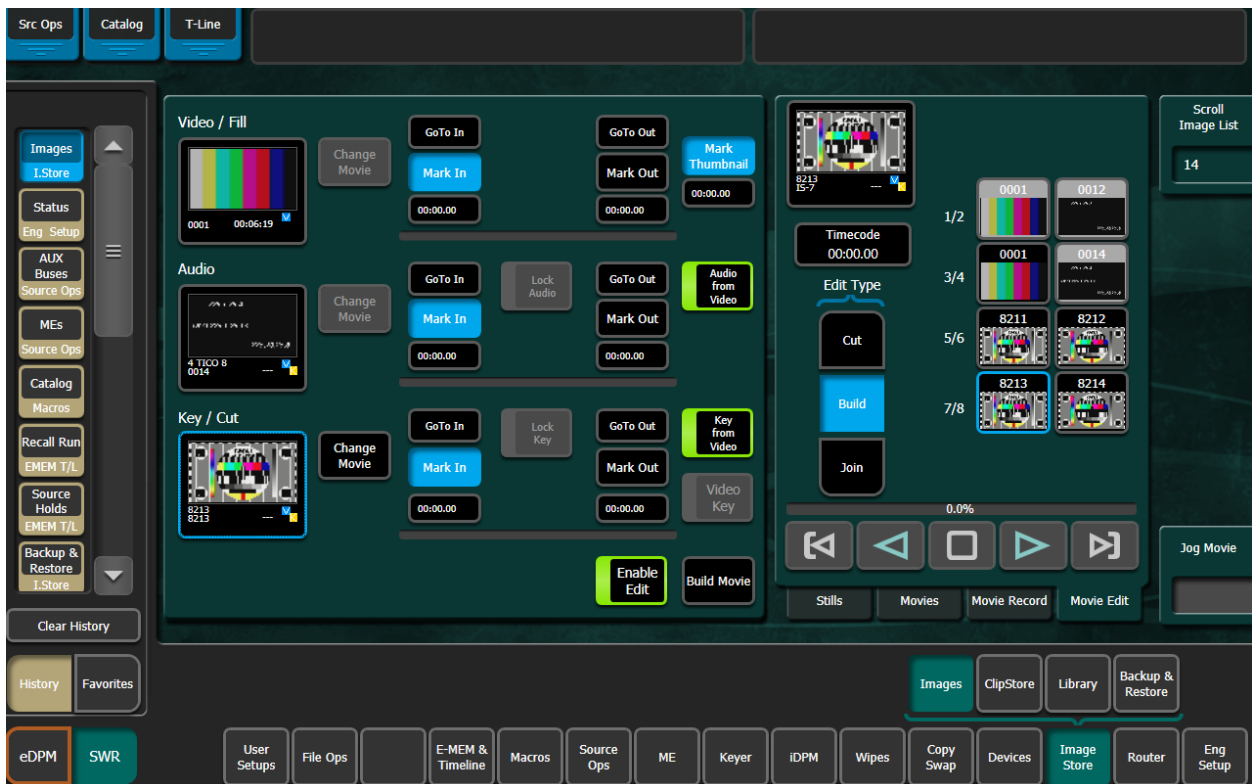 Src Ops
Catalog
T-Line
Images
I.Store
Status
Eng Setup
AUX
Buses
Source Ops
MEs
Source Ops
Catalog
Macros
Recall Run
EMEM T/L
Source
Holds
EMEM T/L
Backup &
Restore
I.Store
Clear History
History
Favorites
eDPM
SWR
Video / Fill
0001 00:06:19 V
Change
Movie
GoTo In
Mark In
00:00.00
GoTo Out
Mark Out
00:00.00
Mark
Thumbnail
00:00.00
Audio
4 TICO 8
0014 --- V
K
Change
Movie
GoTo In
Mark In
00:00.00
Lock
Audio
GoTo Out
Mark Out
00:00.00
Audio
from
Video
Key / Cut
8213
8213 --- V
K
Change
Movie
GoTo In
Mark In
00:00.00
Lock
Key
GoTo Out
Mark Out
00:00.00
Key
from
Video
Video
Key
Enable
Edit
Build Movie
8213
IS-7 --- V
K
Timecode
00:00.00
Edit Type
Cut
Build
Join
1/2
0001
0012
3/4
0001
0014
5/6
8211
8212
7/8
8213
8214
0.0%
Stills
Movies
Movie Record
Movie Edit
Scroll
Image List
14
Jog Movie
Images
ClipStore
Library
Backup &
Restore
User
Setups
File Ops
E-MEM &
Timeline
Macros
Source
Ops
ME
Keyer
iDPM
Wipes
Copy
Swap
Devices
Image
Store
Router
Eng
Setup